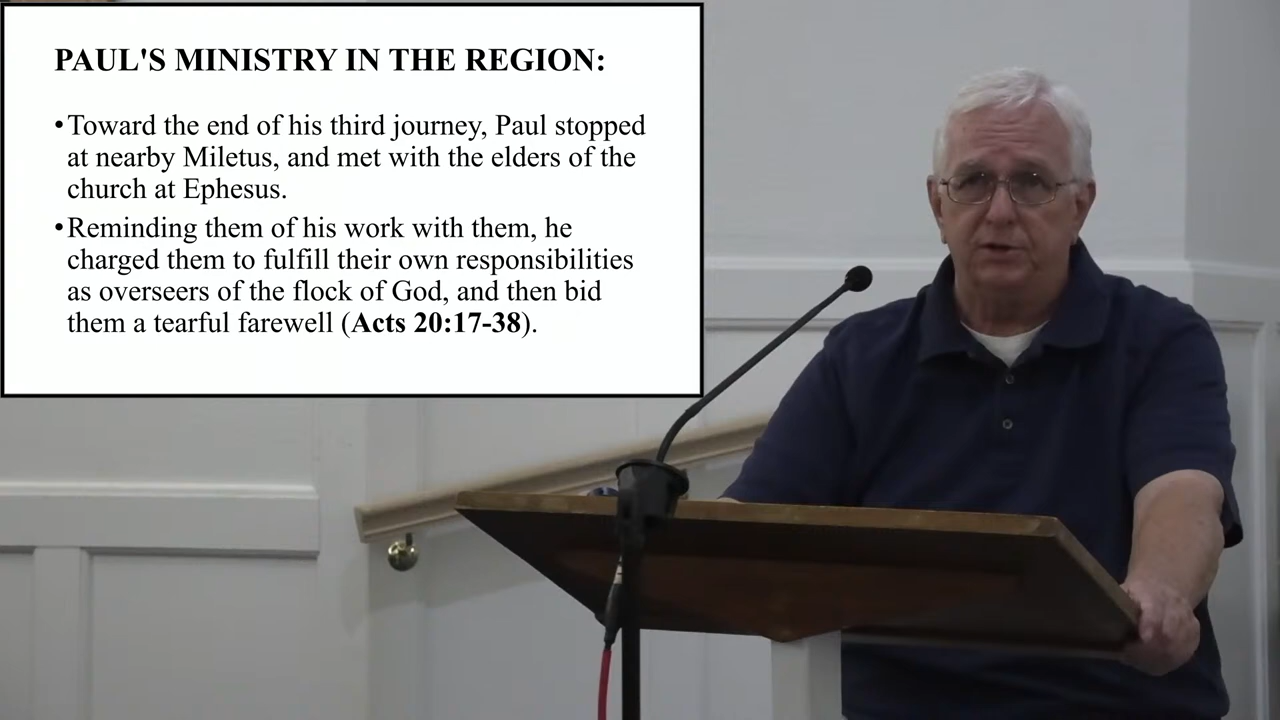 PAUL'S MINISTRY IN THE REGION:
•Toward the end of his third journey, Paul stopped
at nearby Miletus, and met with the elders of the
church at Ephesus.
•Reminding them of his work with them, he
charged them to fulfill their own responsibilities
as overseers of the flock of God, and then bid
them a tearful farewell (Acts 20:17-38).